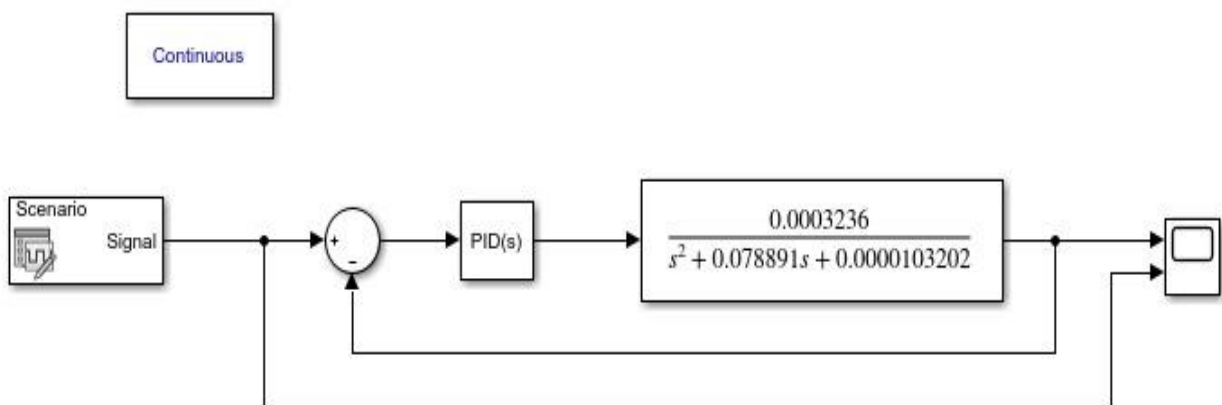 Continuous
Scenario
Signal
+
-
PID(s)
0.0003236
s² + 0.078891s + 0.0000103202